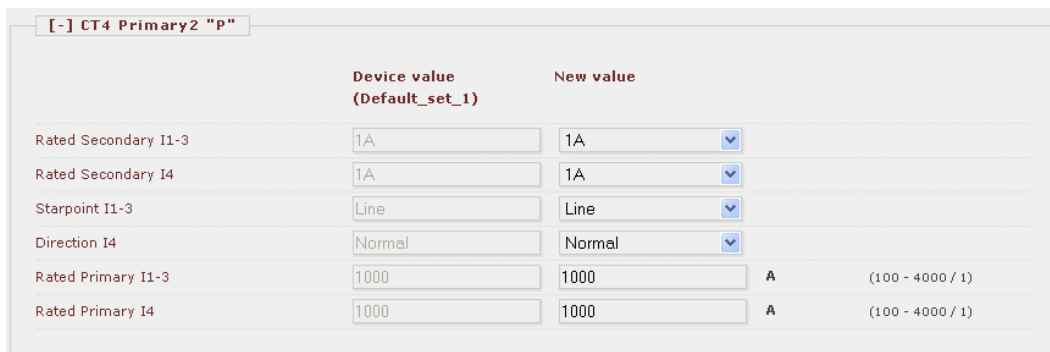 [-] CT4 Primary2 "P"
Device value New value
(Default_set_1)
Rated Secondary I1-3 1A 1A
Rated Secondary I4 1A 1A
Starpoint I1-3 Line Line
Direction I4 Normal Normal
Rated Primary I1-3 1000 1000 A (100 - 4000 / 1)
Rated Primary I4 1000 1000 A (100 - 4000 / 1)